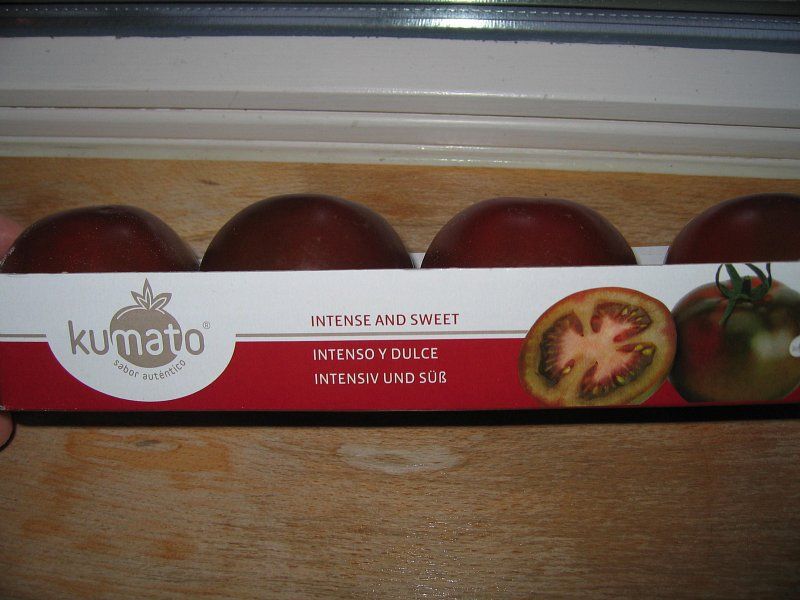 kumato®
sabor auténtico
INTENSE AND SWEET
INTENSO Y DULCE
INTENSIV UND SÜß